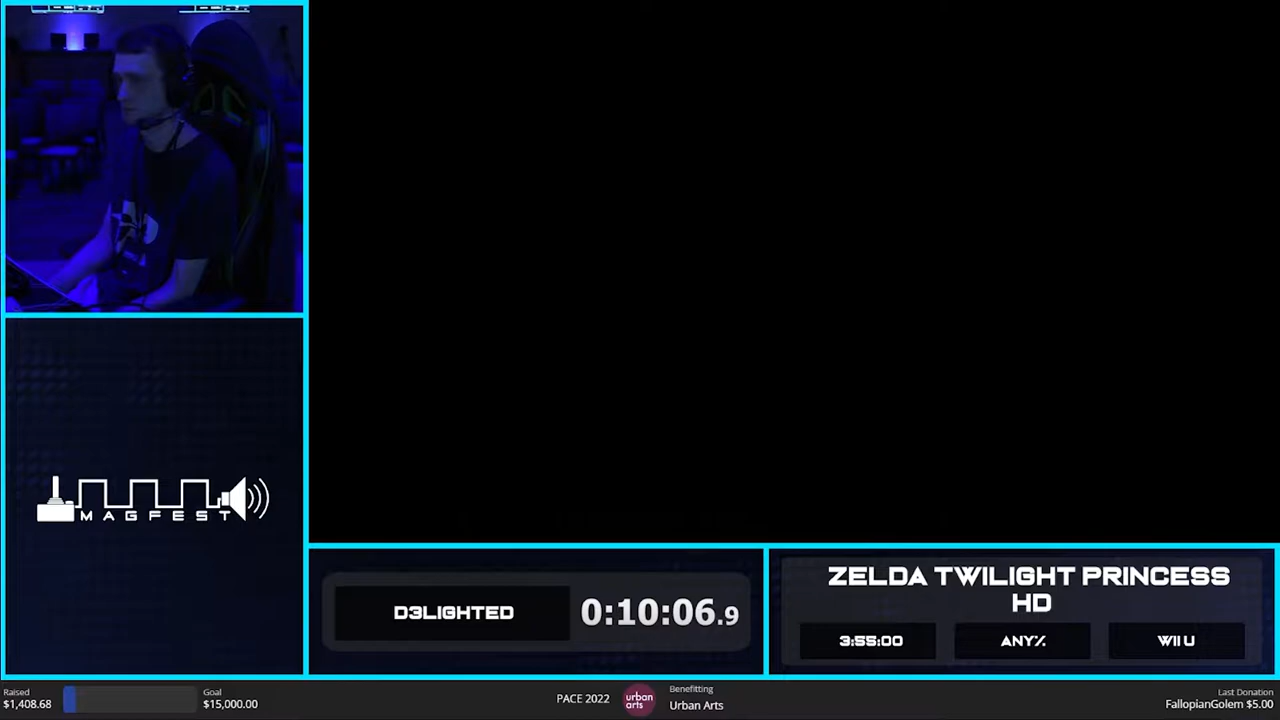 MAGFEST
D3LIGHTED
0:10:06.9
ZELDA TWILIGHT PRINCESS
HD
3:55:00
ANY%
WII U
Raised
$1,408.68
Goal
$15,000.00
PACE 2022
urban
arts
Benefitting
Urban Arts
Last Donation
FallopianGolem $5.00